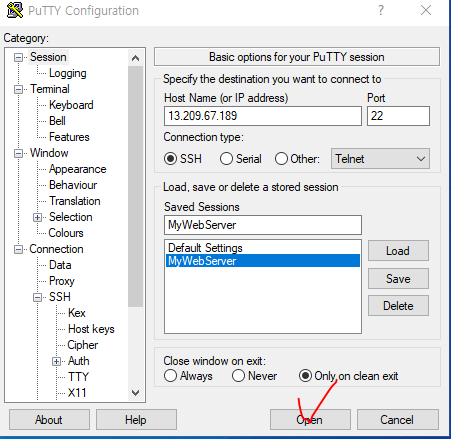 PuTTY Configuration
?
Category:
Session
Logging
Terminal
Keyboard
Bell
Features
Window
Appearance
Behaviour
Translation
Selection
Colours
Connection
Data
Proxy
SSH
Kex
Host keys
Cipher
Auth
TTY
X11
Basic options for your PuTTY session
Specify the destination you want to connect to
Host Name (or IP address) Port
13.209.67.189 22
Connection type:
SSH Serial Other: Telnet
Load, save or delete a stored session
Saved Sessions
MyWebServer
Default Settings Load
MyWebServer
Save
Delete
Close window on exit:
Always Never Only on clean exit
About Help Open Cancel